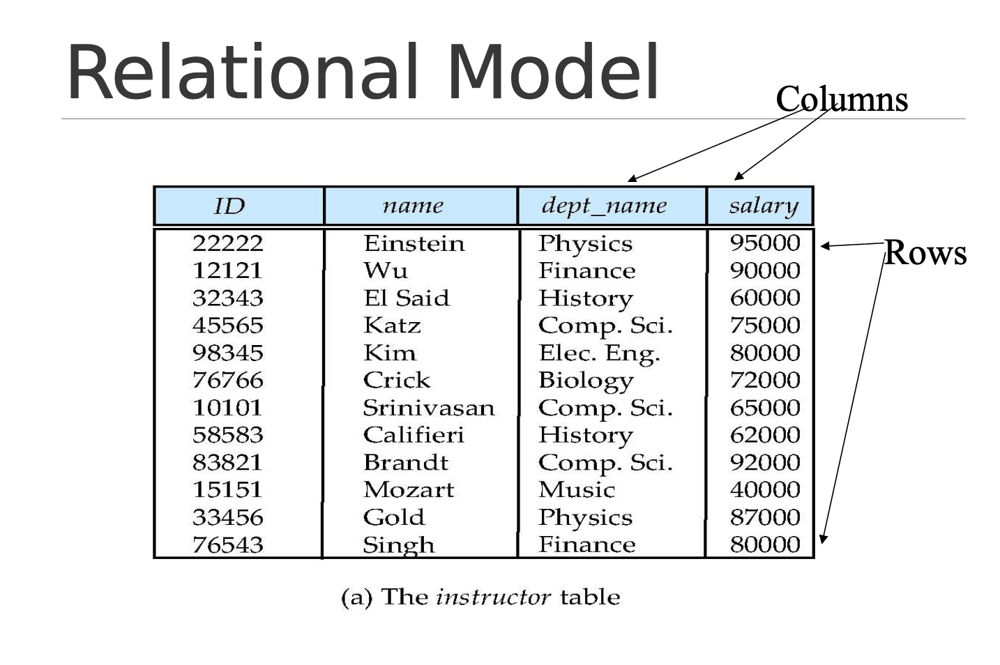 Relational Model
Columns
ID name dept_name salary
22222 Einstein Physics 95000
Rows
12121 Wu Finance 90000
32343 El Said History 60000
45565 Katz Comp. Sci. 75000
98345 Kim Elec. Eng. 80000
76766 Crick Biology 72000
10101 Srinivasan Comp. Sci. 65000
58583 Califieri History 62000
83821 Brandt Comp. Sci. 92000
15151 Mozart Music 40000
33456 Gold Physics 87000
76543 Singh Finance 80000
(a) The instructor table